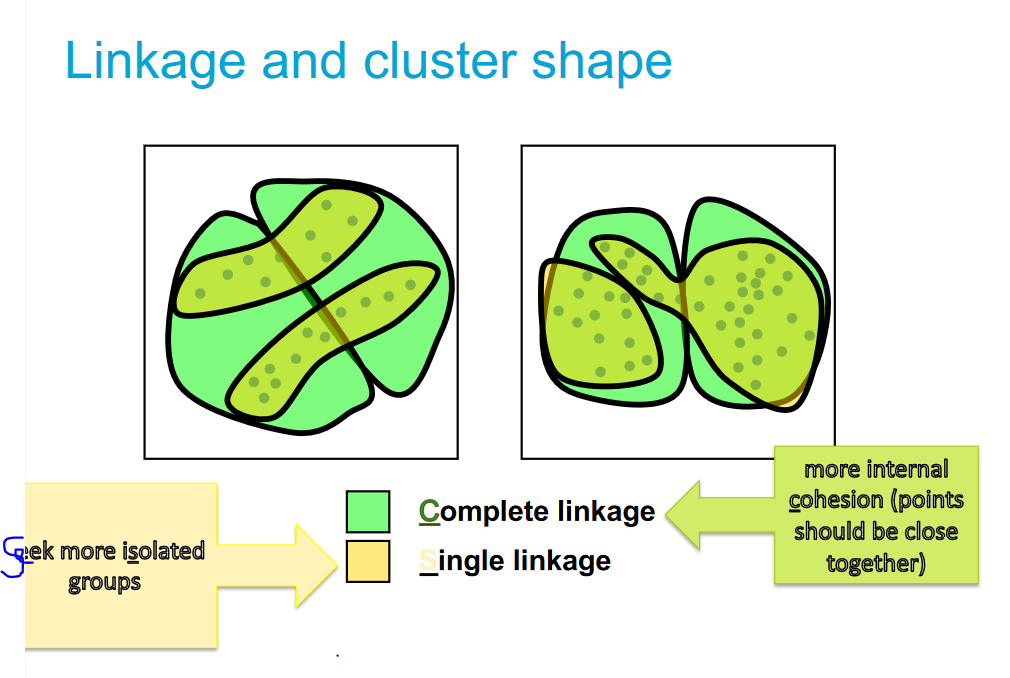 Linkage and cluster shape
more internal
cohesion (points
should be close
together)
Complete linkage
Single linkage
Seek more isolated
groups